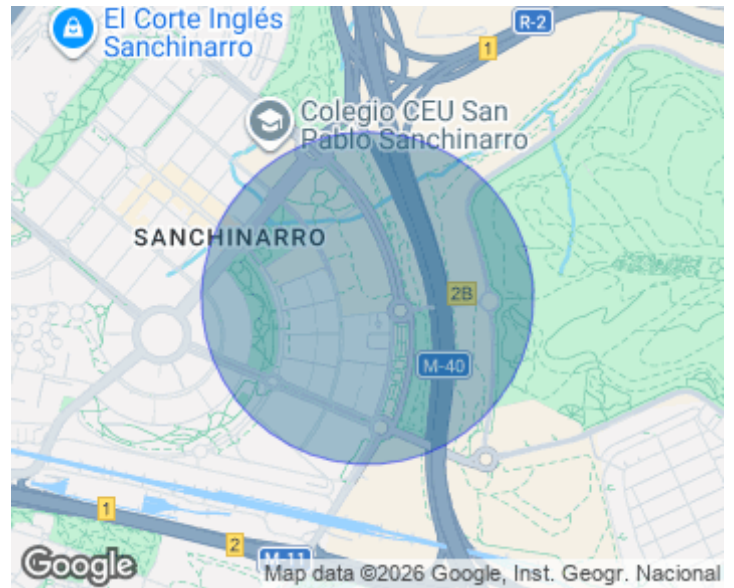 El Corte Inglés
Sanchinarro
R-2
1
Colegio CEU San
Pablo Sanchinarro
SANCHINARRO
2B
M-40
1
2
M-11
Google
Map data ©2026 Google, Inst. Geogr. Nacional